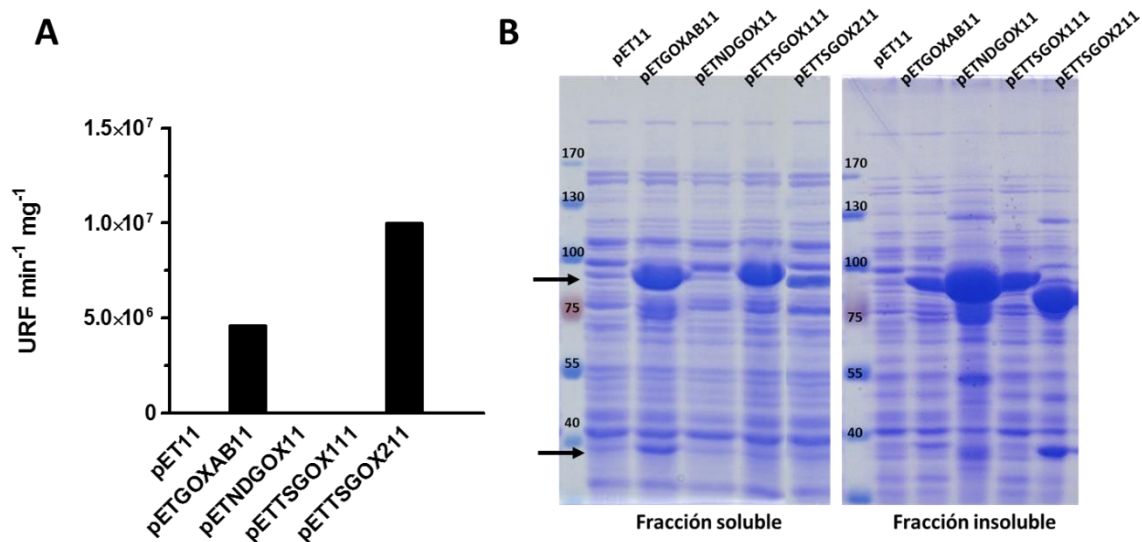 A
URF min⁻¹ mg⁻¹
1.5×10⁷
1.0×10⁷
5.0×10⁶
0
pET11
pETGOXAB11
pETNDGOX11
pETTSGOX111
pETTSGOX211
B
pET11
pETGOXAB11
pETNDGOX11
pETTSGOX111
pETTSGOX211
170
130
100
75
55
40
Fracción soluble
pET11
pETGOXAB11
pETNDGOX11
pETTSGOX111
pETTSGOX211
170
130
100
75
55
40
Fracción insoluble